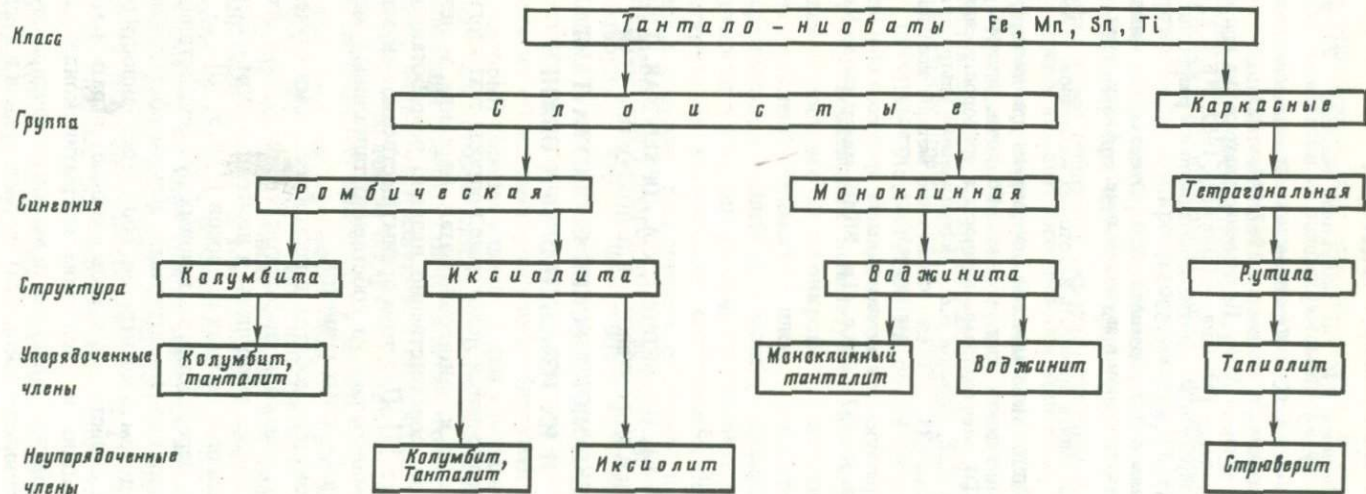 Класс
Тантало – ниобаты Fe, Mn, Sn, Ti
Группа
Слоистые
Каркасные
Сингония
Ромбическая
Моноклинная
Тетрагональная
Структура
Колумбита
Иксиолита
Воджинита
Рутила
Упорядоченные
члены
Колумбит,
танталит
Моноклинный
танталит
Воджинит
Тапиолит
Неупорядоченные
члены
Колумбит,
Танталит
Иксиолит
Стрюверит